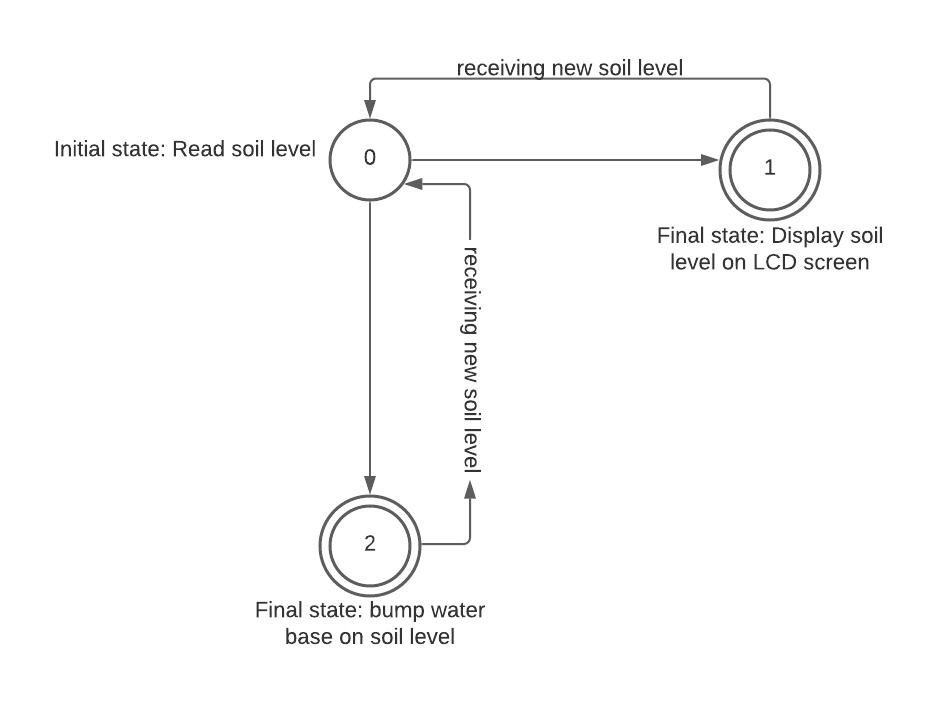 receiving new soil level
Initial state: Read soil level
0
1
Final state: Display soil
level on LCD screen
receiving new soil level
2
Final state: bump water
base on soil level